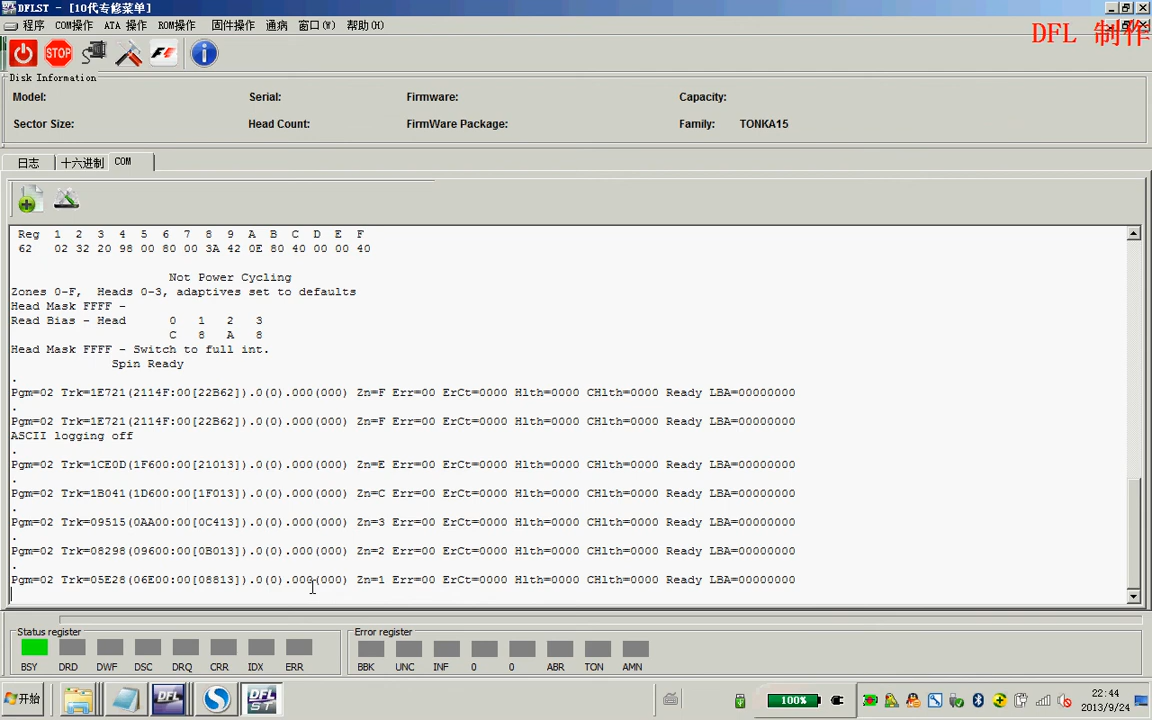 DFLST - [10代专修菜单]
程序 COM操作 ATA 操作 ROM操作 固件操作 通病 窗口(W) 帮助(H)
DFL 制作
STOP
Disk Information
Model: Serial: Firmware: Capacity:
Sector Size: Head Count: FirmWare Package: Family: TONKA15
日志 十六进制 COM
Reg 1 2 3 4 5 6 7 8 9 A B C D E F
62 02 32 20 98 00 80 00 3A 42 0E 80 40 00 00 40
Not Power Cycling
Zones 0-F, Heads 0-3, adaptives set to defaults
Head Mask FFFF -
Read Bias - Head 0 1 2 3
C 8 A 8
Head Mask FFFF - Switch to full int.
Spin Ready
.
Pgm=02 Trk=1E721(2114F:00[22B62]).0(0).000(000) Zn=F Err=00 ErCt=0000 Hlth=0000 CHlth=0000 Ready LBA=00000000
.
Pgm=02 Trk=1E721(2114F:00[22B62]).0(0).000(000) Zn=F Err=00 ErCt=0000 Hlth=0000 CHlth=0000 Ready LBA=00000000
ASCII logging off
.
Pgm=02 Trk=1CE0D(1F600:00[21013]).0(0).000(000) Zn=E Err=00 ErCt=0000 Hlth=0000 CHlth=0000 Ready LBA=00000000
.
Pgm=02 Trk=1B041(1D600:00[1F013]).0(0).000(000) Zn=C Err=00 ErCt=0000 Hlth=0000 CHlth=0000 Ready LBA=00000000
.
Pgm=02 Trk=09515(0AA00:00[0C413]).0(0).000(000) Zn=3 Err=00 ErCt=0000 Hlth=0000 CHlth=0000 Ready LBA=00000000
.
Pgm=02 Trk=08298(09600:00[0B013]).0(0).000(000) Zn=2 Err=00 ErCt=0000 Hlth=0000 CHlth=0000 Ready LBA=00000000
.
Pgm=02 Trk=05E28(06E00:00[08813]).0(0).000(000) Zn=1 Err=00 ErCt=0000 Hlth=0000 CHlth=0000 Ready LBA=00000000
Status register Error register
BSY DRD DWF DSC DRQ CRR IDX ERR BBK UNC INF 0 0 ABR TON AMN
开始 DFL DFL ST 100% 22:44
2013/9/24